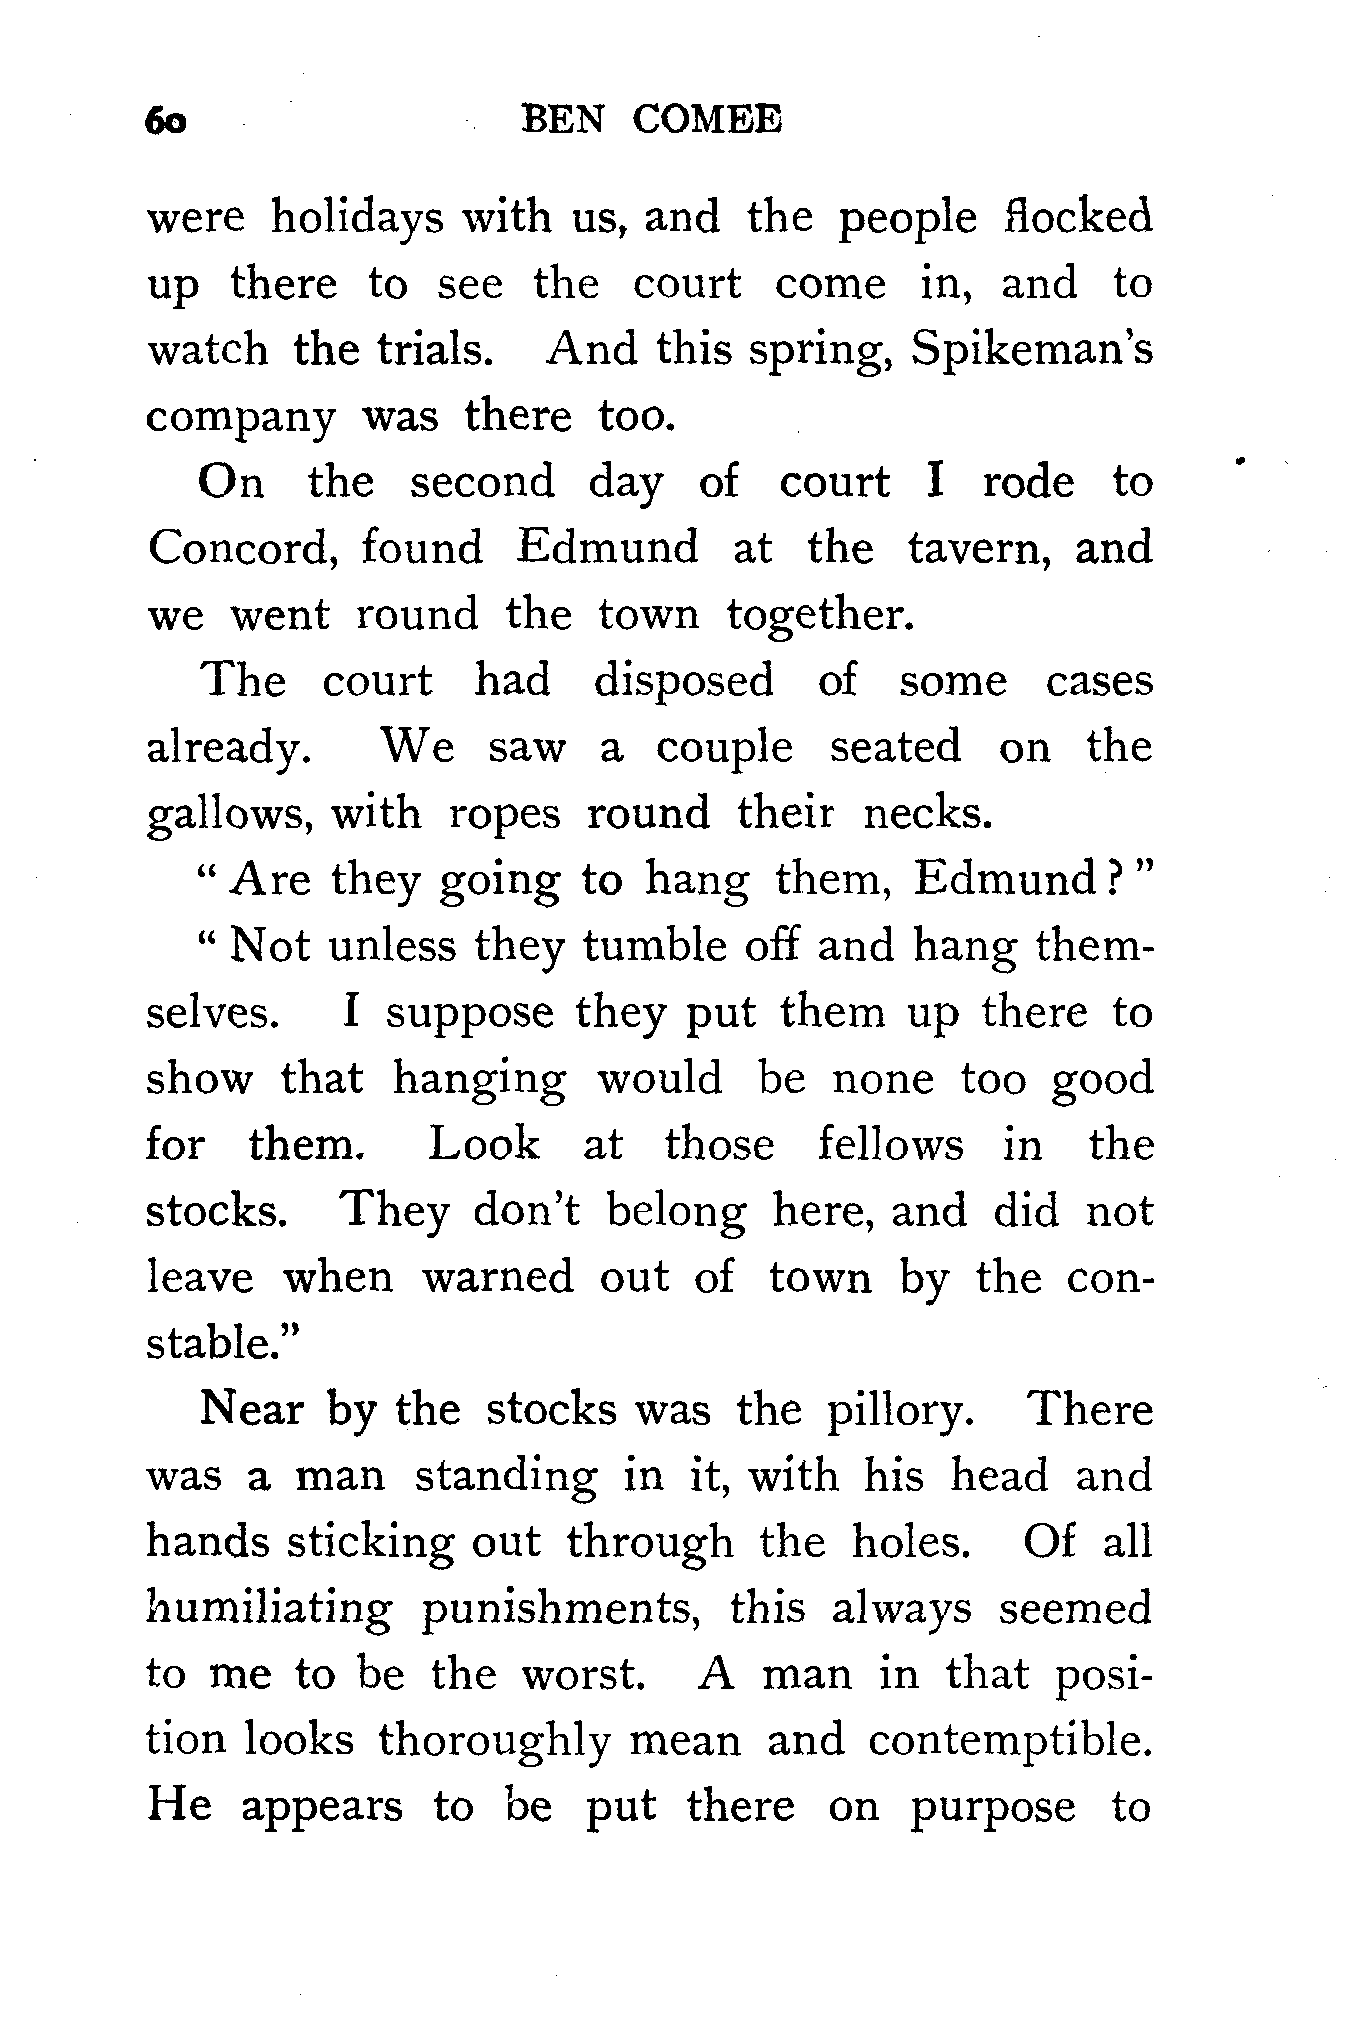 60 BEN COMEE
were holidays with us, and the people flocked
up there to see the court come in, and to
watch the trials. And this spring, Spikeman's
company was there too.
On the second day of court I rode to
Concord, found Edmund at the tavern, and
we went round the town together.
The court had disposed of some cases
already. We saw a couple seated on the
gallows, with ropes round their necks.
“Are they going to hang them, Edmund?”
“Not unless they tumble off and hang them-
selves. I suppose they put them up there to
show that hanging would be none too good
for them. Look at those fellows in the
stocks. They don't belong here, and did not
leave when warned out of town by the con-
stable.”
Near by the stocks was the pillory. There
was a man standing in it, with his head and
hands sticking out through the holes. Of all
humiliating punishments, this always seemed
to me to be the worst. A man in that posi-
tion looks thoroughly mean and contemptible.
He appears to be put there on purpose to